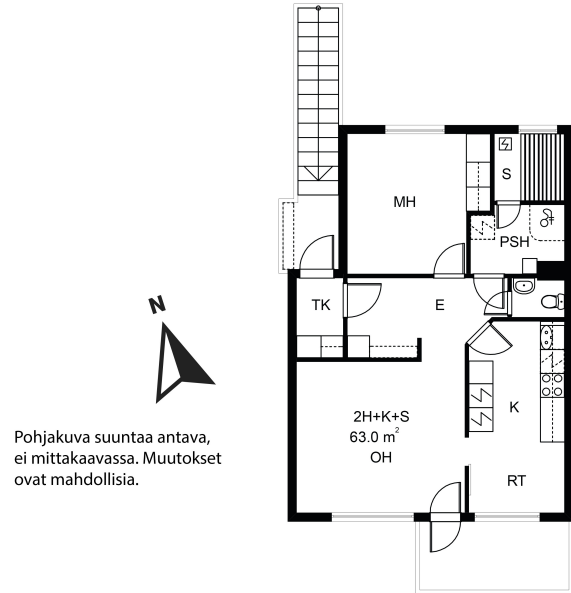 S
MH
PSH
N
TK
E
2H+K+S
63.0 m²
OH
K
RT
Pohjakuva suuntaa antava,
ei mittakaavassa. Muutokset
ovat mahdollisia.